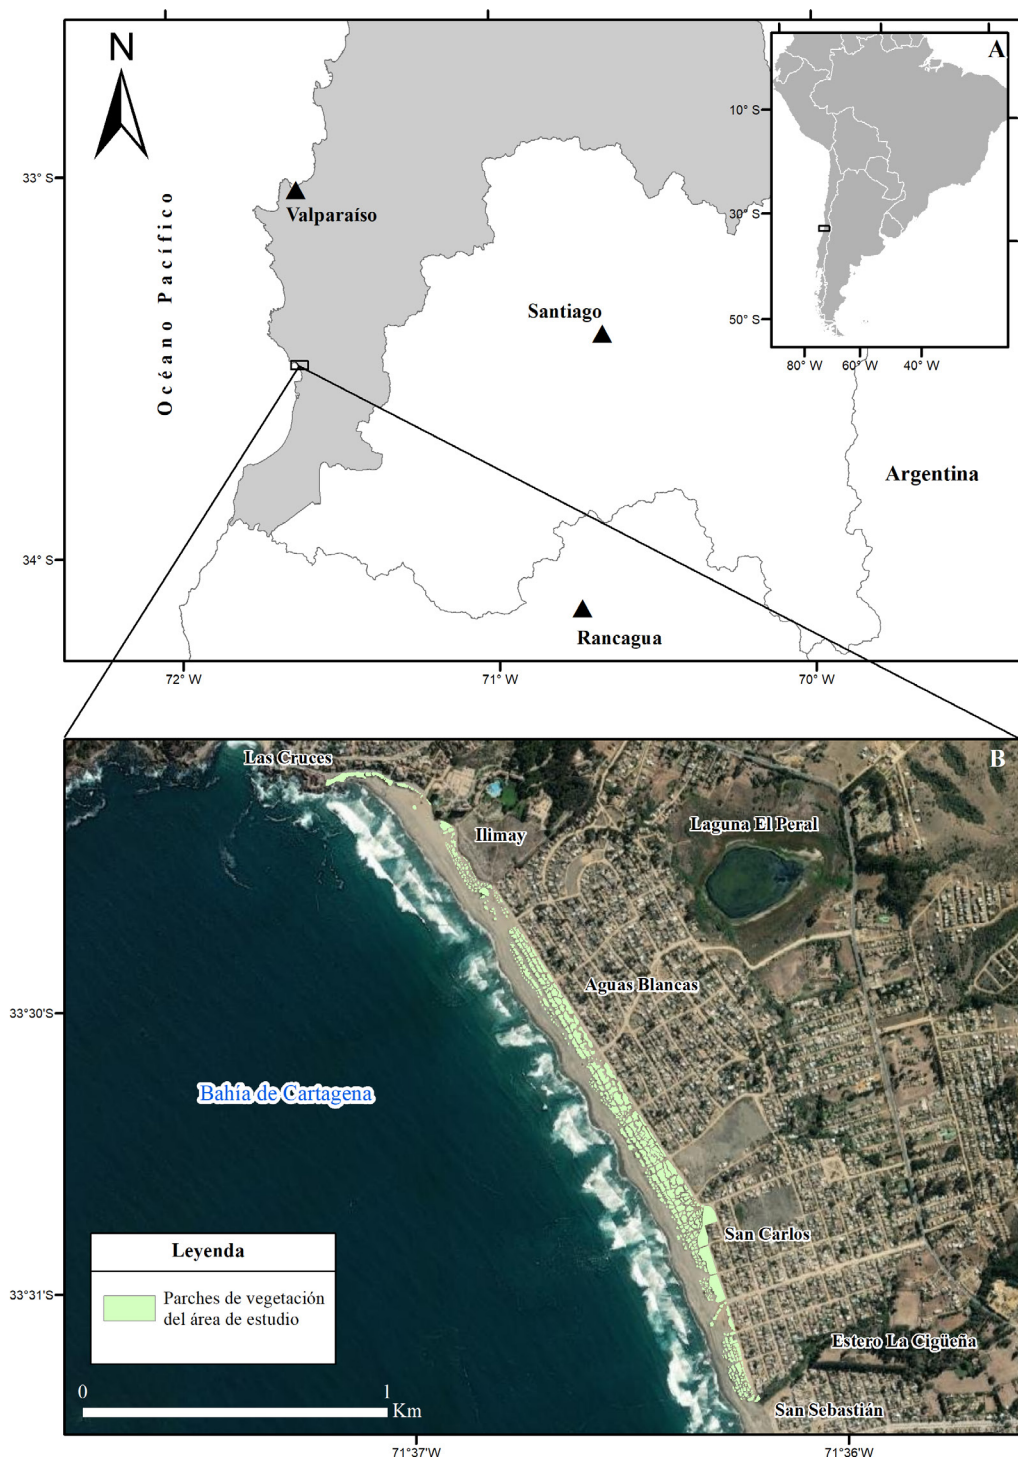 N
A
10° S
30° S
50° S
80° W
60° W
40° W
33° S
Valparaíso
Océano Pacífico
Santiago
Argentina
34° S
Rancagua
72° W
71° W
70° W
B
Las Cruces
Ilimay
Laguna El Peral
Aguas Blancas
33°30'S
Bahía de Cartagena
San Carlos
Leyenda
Parches de vegetación
del área de estudio
33°31'S
Estero La Cigüeña
0
1
Km
San Sebastián
71°37'W
71°36'W